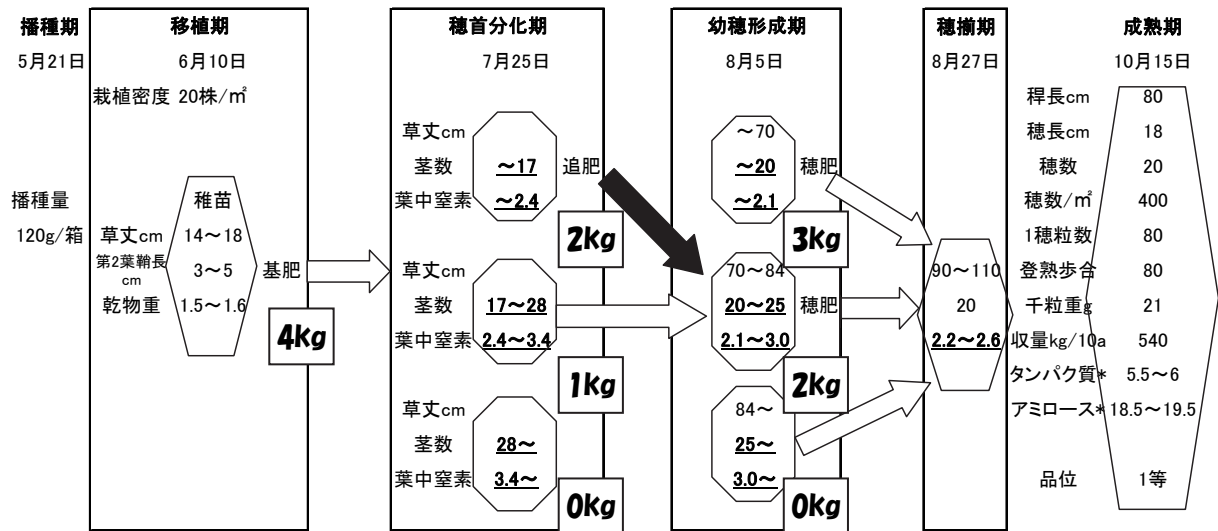 播種期
5月21日
播種量
120g/箱
移植期
6月10日
栽植密度 20株/㎡
稚苗
草丈cm 14～18
第2葉鞘長cm 3～5
乾物重 1.5～1.6
基肥
4kg
穂首分化期
7月25日
草丈cm
茎数 ～17
葉中窒素 ～2.4
追肥
2kg
草丈cm
茎数 17～28
葉中窒素 2.4～3.4
1kg
草丈cm
茎数 28～
葉中窒素 3.4～
0kg
幼穂形成期
8月5日
～70
～20 穂肥
～2.1
3kg
70～84
20～25 穂肥
2.1～3.0
2kg
84～
25～
3.0～
0kg
穂揃期
8月27日
90～110
20
2.2～2.6
成熟期
10月15日
稈長cm 80
穂長cm 18
穂数 20
穂数/㎡ 400
1穂粒数 80
登熟歩合 80
千粒重g 21
収量kg/10a 540
タンパク質* 5.5～6
アミロース* 18.5～19.5
品位 1等